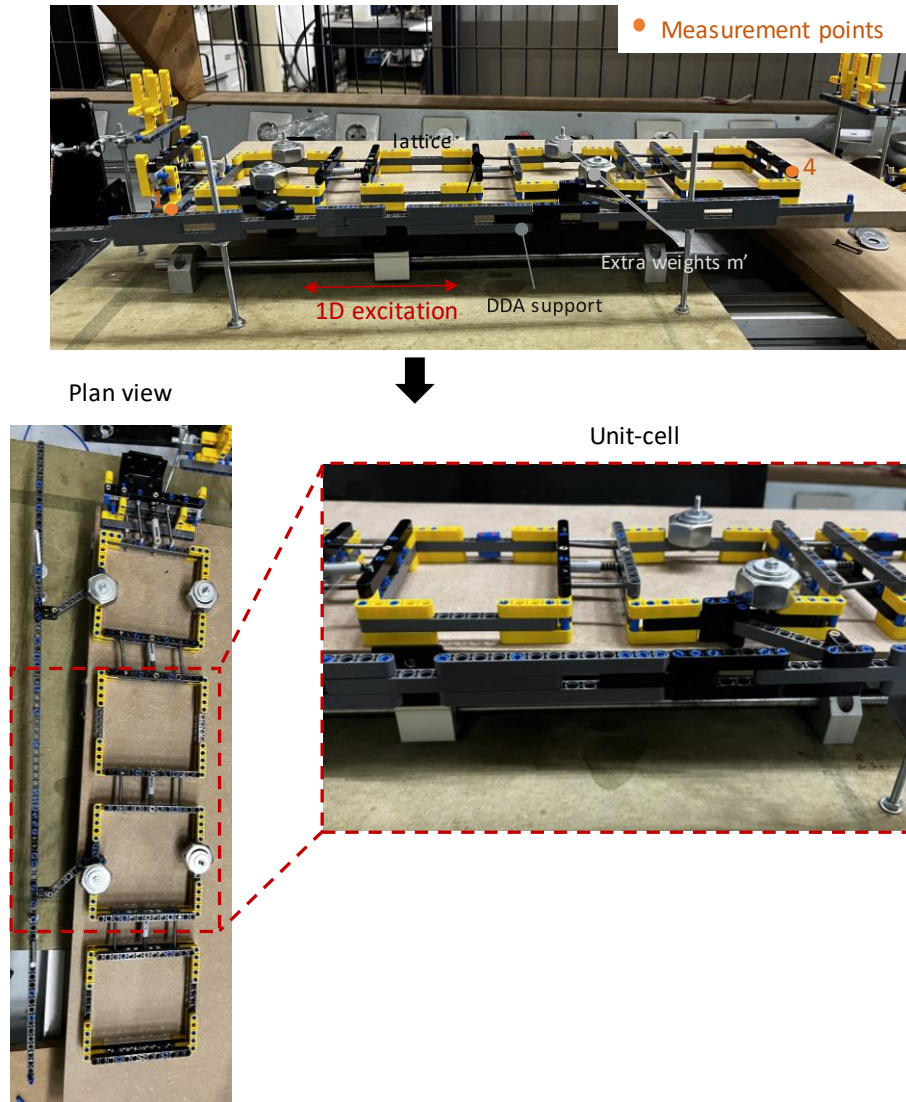 Measurement points
lattice
1
4
Extra weights m’
1D excitation
DDA support
Plan view
Unit-cell